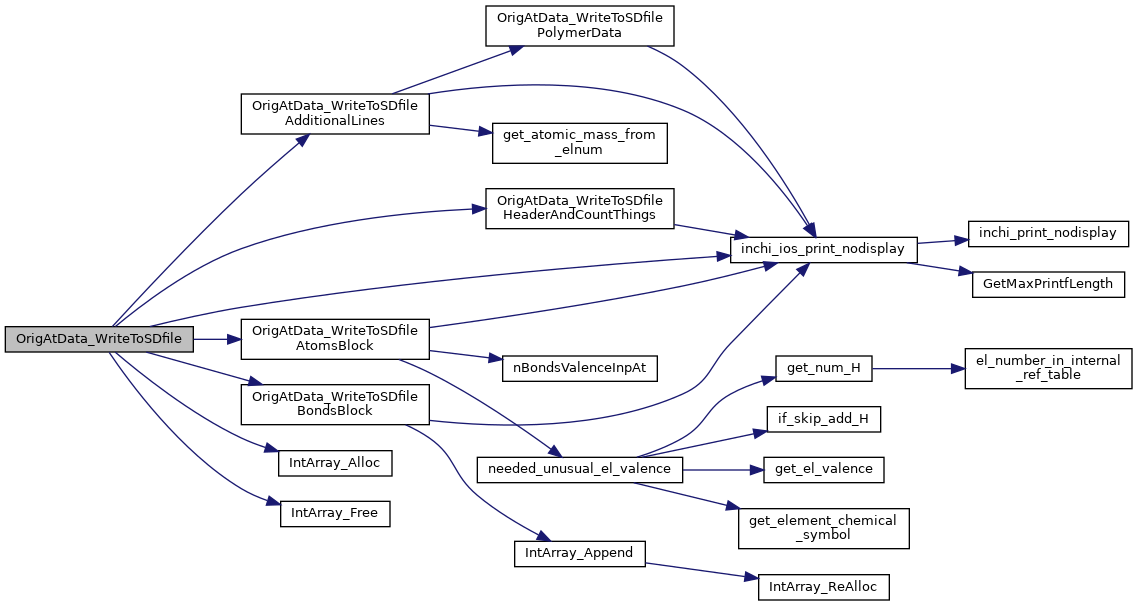 OrigAtData_WriteToSDfile
PolymerData
OrigAtData_WriteToSDfile
AdditionalLines
get_atomic_mass_from
_elnum
OrigAtData_WriteToSDfile
HeaderAndCountThings
inchi_print_nodisplay
inchi_ios_print_nodisplay
GetMaxPrintfLength
OrigAtData_WriteToSDfile
OrigAtData_WriteToSDfile
AtomsBlock
nBondsValenceInpAt
get_num_H
el_number_in_internal
_ref_table
OrigAtData_WriteToSDfile
BondsBlock
if_skip_add_H
IntArray_Alloc
needed_unusual_el_valence
get_el_valence
IntArray_Free
get_element_chemical
_symbol
IntArray_Append
IntArray_ReAlloc